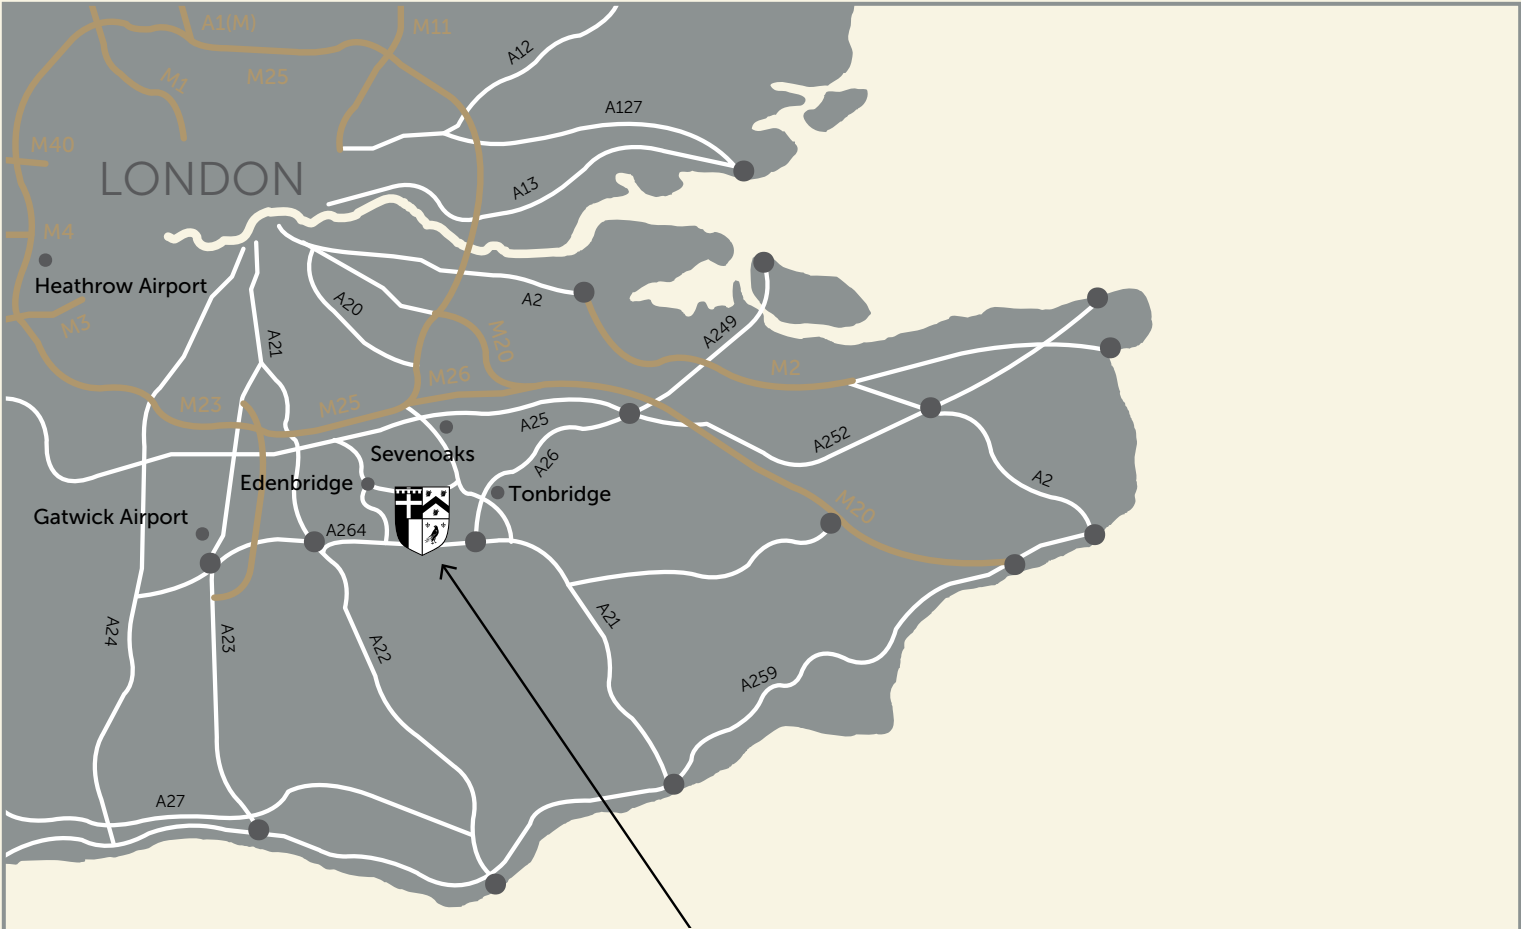 A1(M)
M11
A12
M1
M25
A127
M40
LONDON
A13
M4
Heathrow Airport
A2
A20
M3
A21
M20
A249
M2
M26
M23
M25
A25
A252
Sevenoaks
A26
Edenbridge
Tonbridge
A2
Gatwick Airport
A264
M20
A24
A23
A22
A21
A259
A27